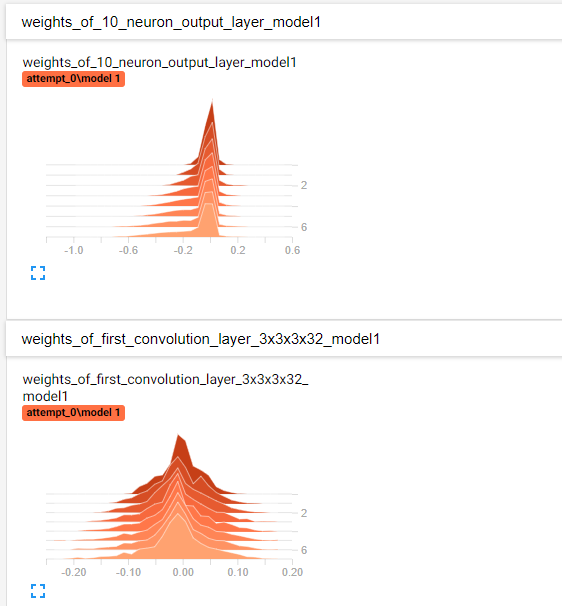 weights_of_10_neuron_output_layer_model1
weights_of_10_neuron_output_layer_model1
attempt_0\model 1
2
6
-1.0 -0.6 -0.2 0.2 0.6
weights_of_first_convolution_layer_3x3x3x32_model1
weights_of_first_convolution_layer_3x3x3x32_
model1
attempt_0\model 1
2
6
-0.20 -0.10 0.00 0.10 0.20